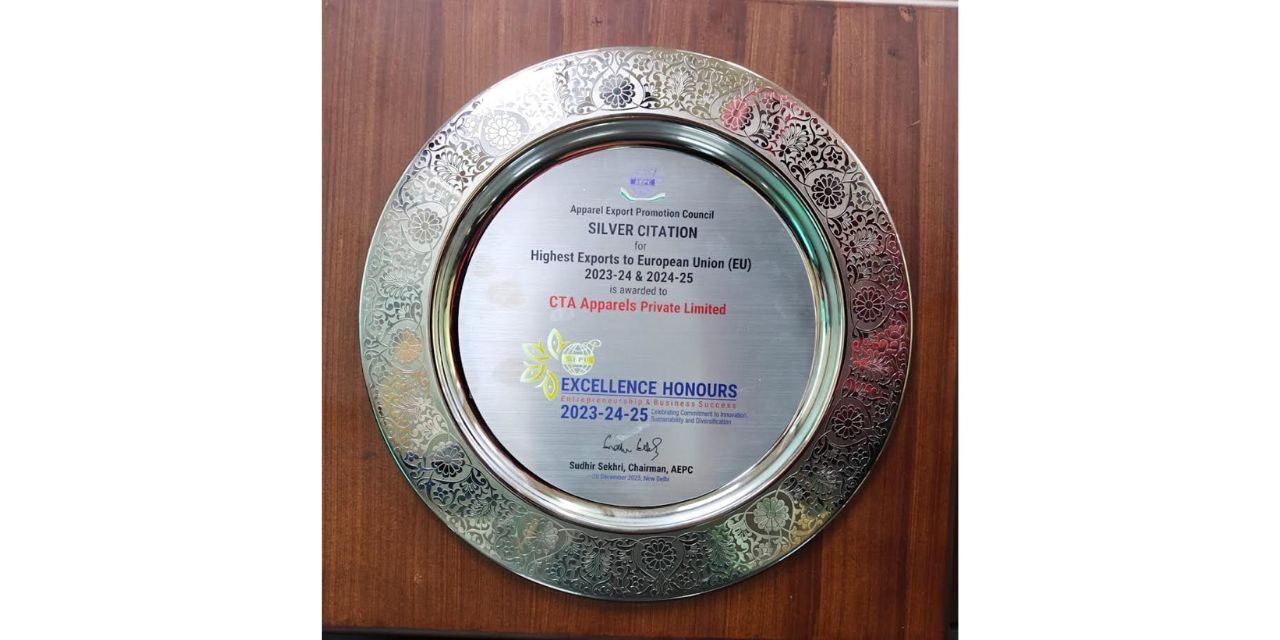 AEPC
Apparel Export Promotion Council
SILVER CITATION
for
Highest Exports to European Union (EU)
2023-24 & 2024-25
is awarded to
CTA Apparels Private Limited
AEPC
EXCELLENCE HONOURS
Entrepreneurship & Business Success
2023-24-25
Celebrating Commitment to Innovation,
Sustainability and Diversification
Sudhir Sekhri, Chairman, AEPC
December 2025, New Delhi